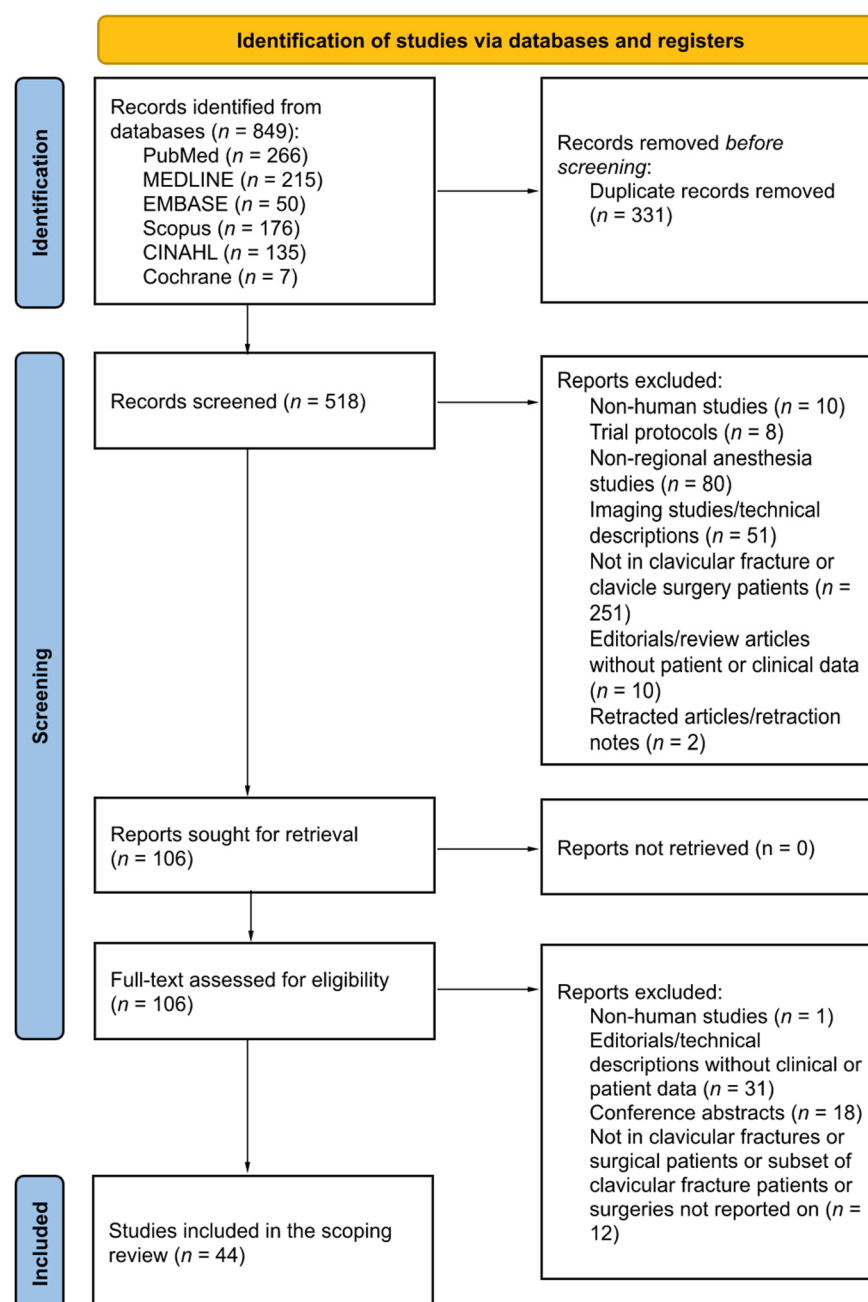 Identification of studies via databases and registers
Identification
Records identified from
databases (n = 849):
PubMed (n = 266)
MEDLINE (n = 215)
EMBASE (n = 50)
Scopus (n = 176)
CINAHL (n = 135)
Cochrane (n = 7)
Records removed before
screening:
Duplicate records removed
(n = 331)
Screening
Records screened (n = 518)
Reports excluded:
Non-human studies (n = 10)
Trial protocols (n = 8)
Non-regional anesthesia
studies (n = 80)
Imaging studies/technical
descriptions (n = 51)
Not in clavicular fracture or
clavicle surgery patients (n =
251)
Editorials/review articles
without patient or clinical data
(n = 10)
Retracted articles/retraction
notes (n = 2)
Reports sought for retrieval
(n = 106)
Reports not retrieved (n = 0)
Full-text assessed for eligibility
(n = 106)
Reports excluded:
Non-human studies (n = 1)
Editorials/technical
descriptions without clinical or
patient data (n = 31)
Conference abstracts (n = 18)
Not in clavicular fractures or
surgical patients or subset of
clavicular fracture patients or
surgeries not reported on (n =
12)
Included
Studies included in the scoping
review (n = 44)